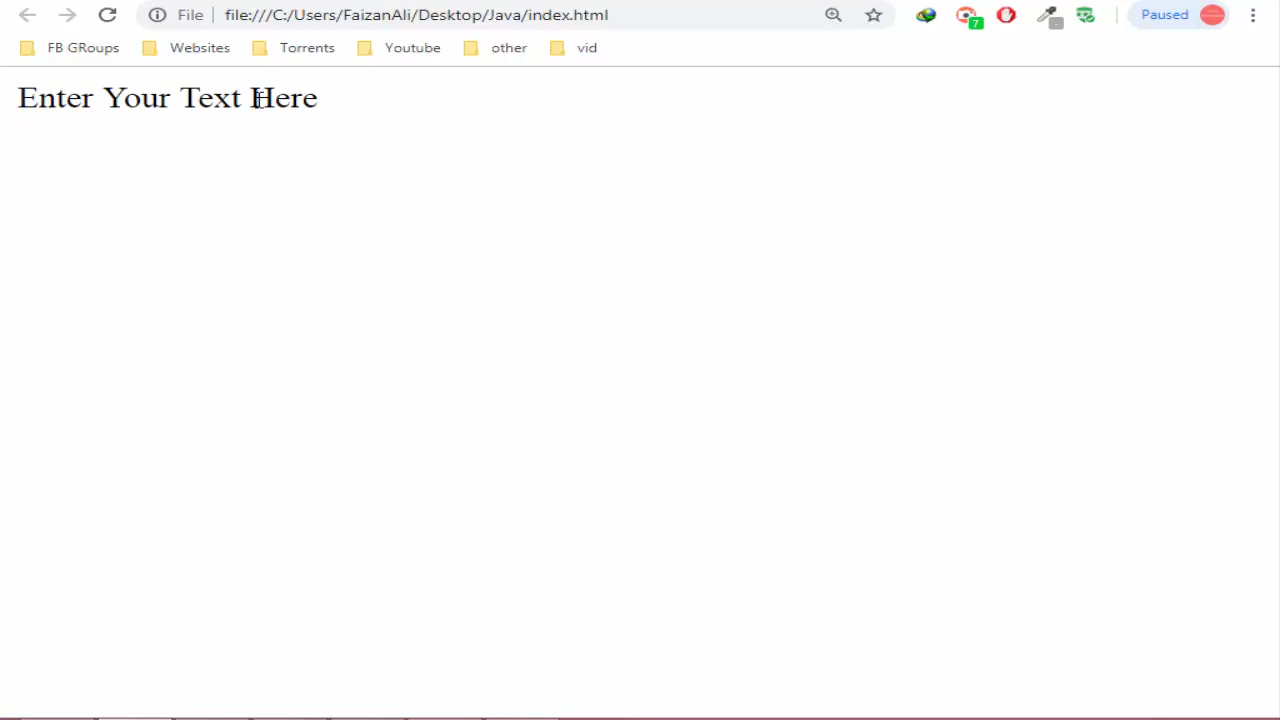 File file:///C:/Users/FaizanAli/Desktop/Java/index.html Paused
7
FB GRoups Websites Torrents Youtube other vid
Enter Your Text Here